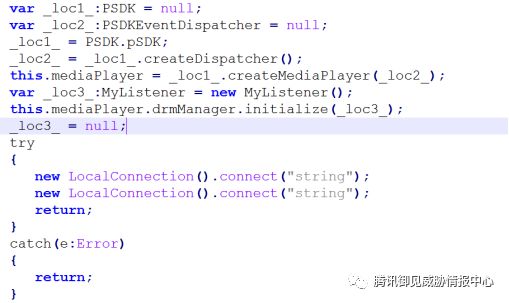 var _loc1_:PSDK = null;
var _loc2_:PSDKEventDispatcher = null;
_loc1_ = PSDK.pSDK;
_loc2_ = _loc1_.createDispatcher();
this.mediaPlayer = _loc1_.createMediaPlayer(_loc2_);
var _loc3_:MyListener = new MyListener();
this.mediaPlayer.drmManager.initialize(_loc3_);
_loc3_ = null;
try
{
    new LocalConnection().connect("string");
    new LocalConnection().connect("string");
    return;
}
catch(e:Error)
{
    return;
}
腾讯御见威胁情报中心